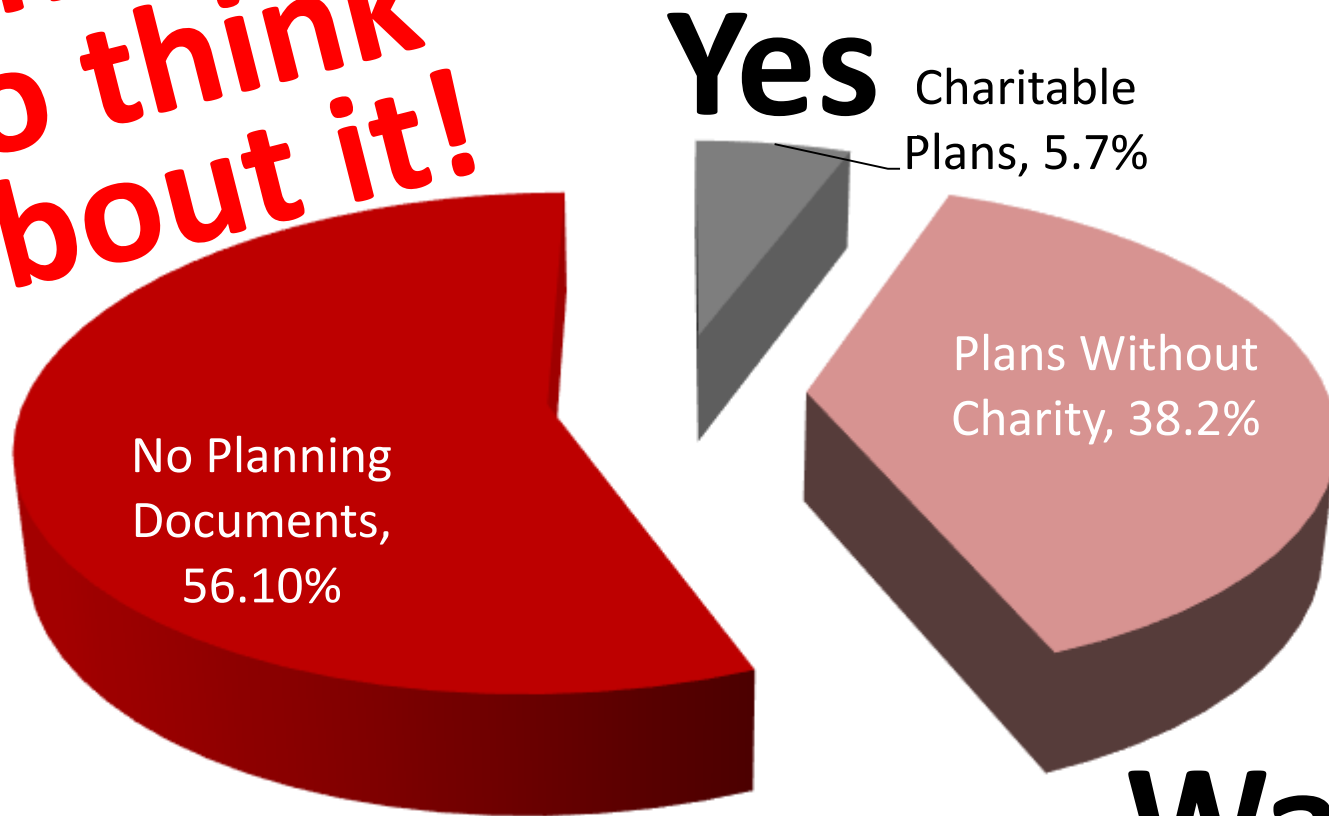 think
bout it!
Yes
Charitable
Plans, 5.7%
Plans Without
Charity, 38.2%
No Planning
Documents,
56.10%